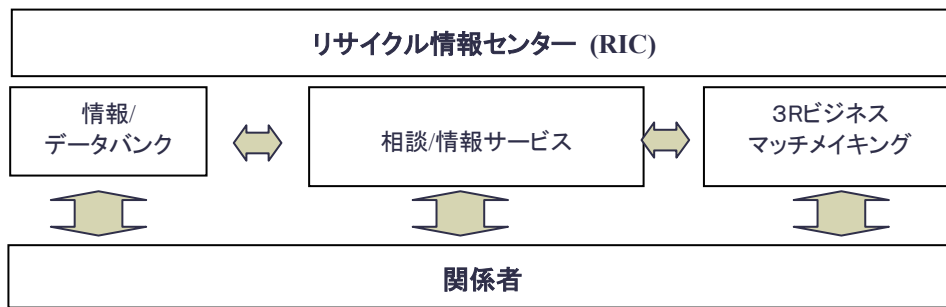 リサイクル情報センター (RIC)
情報/
データバンク
相談/情報サービス
３Rビジネス
マッチメイキング
関係者